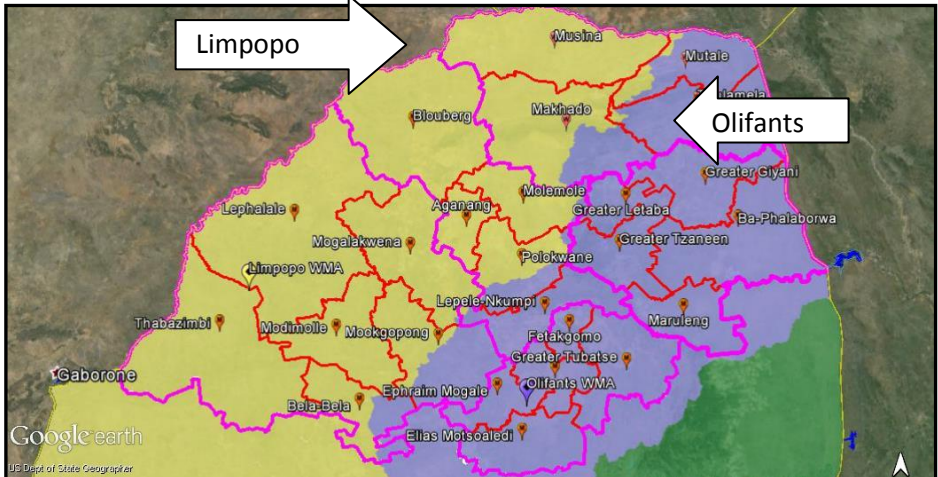 Limpopo
Musina
Mutale
Olifants
Makhado
Blouberg
Greater Giyani
Molemole
Greater Letaba
Aganang
Lephalale
Ba-Phalaborwa
Mogalakwena
Greater Tzaneen
Polokwane
Limpopo WMA
Lepele-Nkumpi
Maruleng
Thabazimbi
Modimolle
Mookgopong
Fetakgomo
Greater Tubatse
Gaborone
Ephraim Mogale
Olifants WMA
Bela-Bela
Elias Motsoaledi
Google earth
US Dept of State Geographer